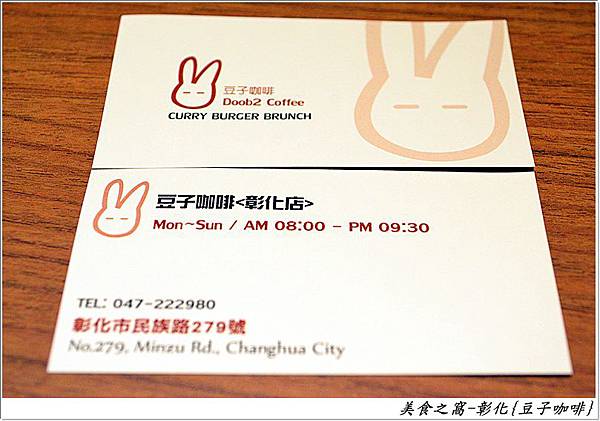 豆子咖啡
Doob2 Coffee
CURRY BURGER BRUNCH
豆子咖啡<彰化店>
Mon~Sun / AM 08:00 - PM 09:30
TEL: 047-222980
彰化市民族路279號
No.279, Minzu Rd., Changhua City
美食之窩-彰化{豆子咖啡}